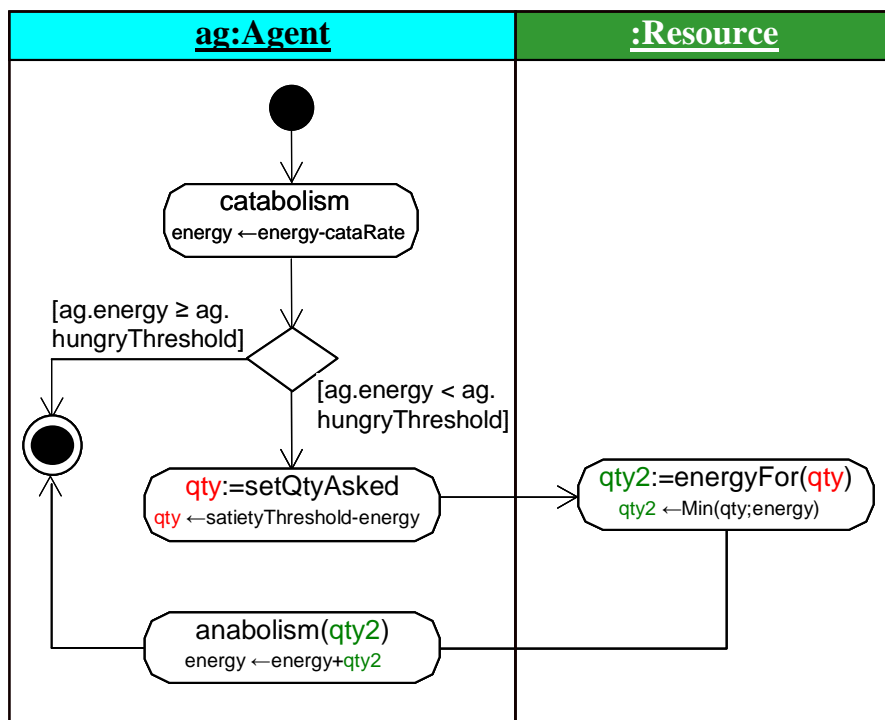 ag:Agent
:Resource
catabolism
energy ←energy-cataRate
[ag.energy ≥ ag.
hungryThreshold]
[ag.energy < ag.
hungryThreshold]
qty:=setQtyAsked
qty ←satietyThreshold-energy
qty2:=energyFor(qty)
qty2 ←Min(qty;energy)
anabolism(qty2)
energy ←energy+qty2